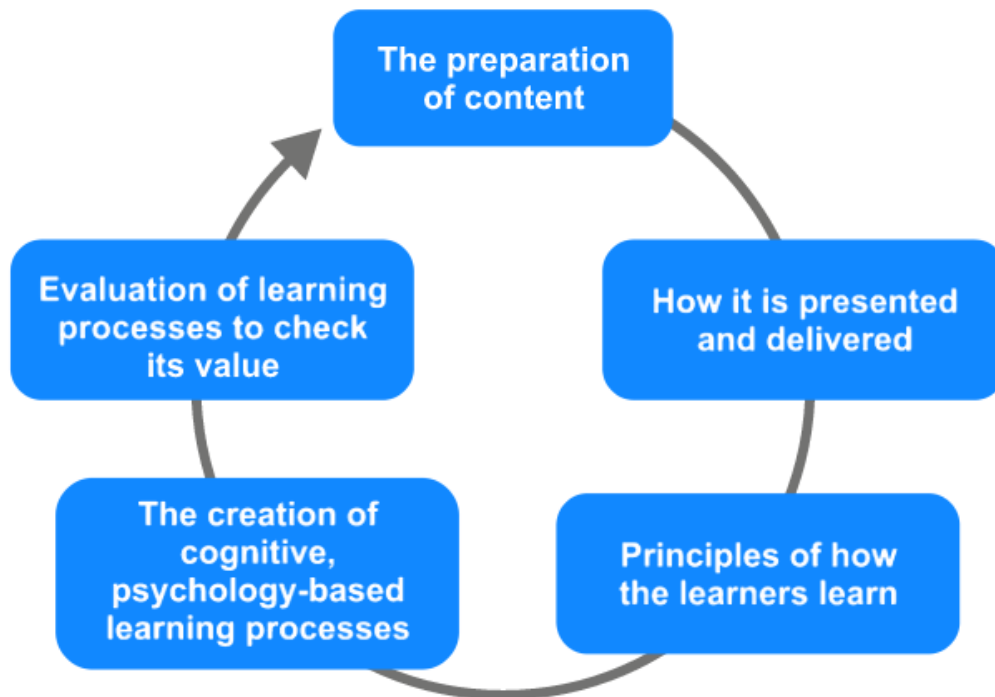 The preparation
of content
How it is presented
and delivered
Principles of how
the learners learn
The creation of
cognitive,
psychology-based
learning processes
Evaluation of learning
processes to check
its value